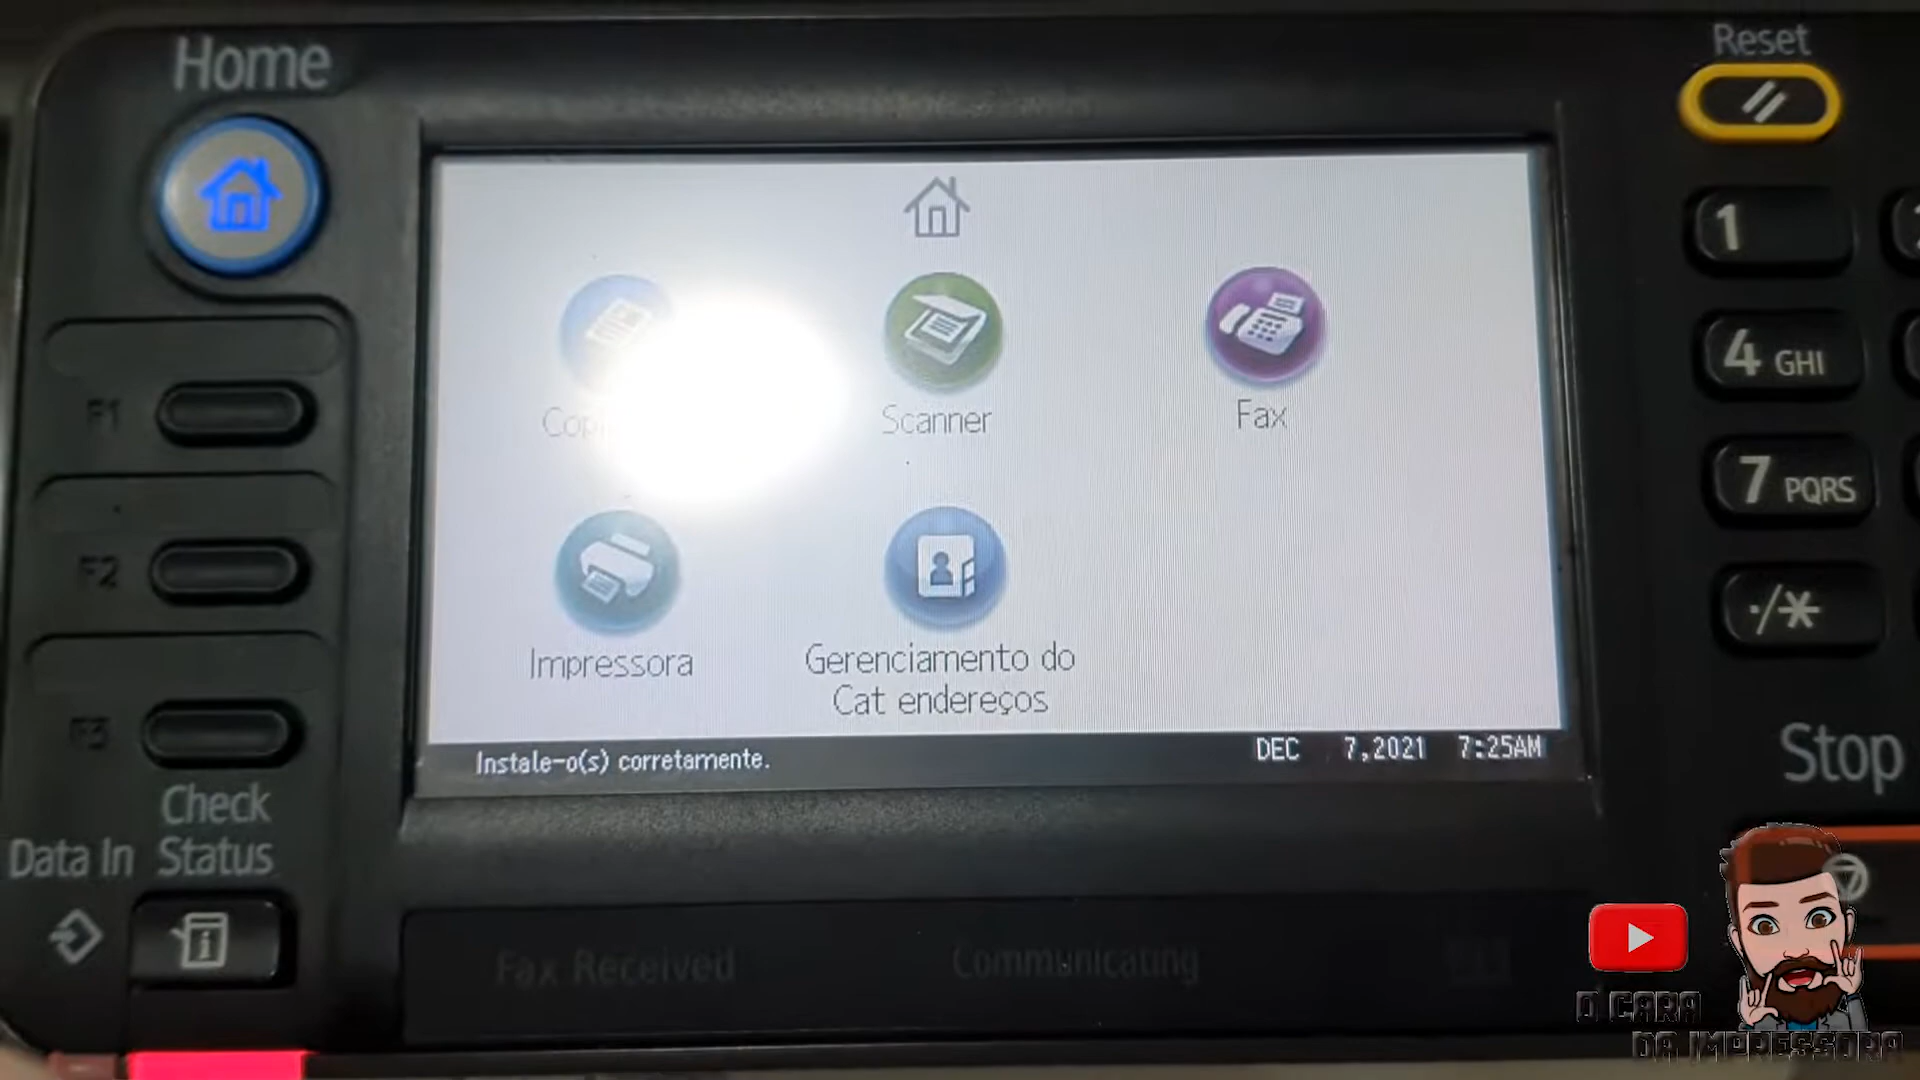 Home
Reset
1
4 GHI
F1
Scanner
Fax
7 PQRS
F2
·/*
Impressora
Gerenciamento do
Cat endereços
F3
Instale-o(s) corretamente.
DEC 7,2021 7:25AM
Stop
Check
Status
Data In
Fax Received
Communicating
O CARA
DA IMPRESSORA